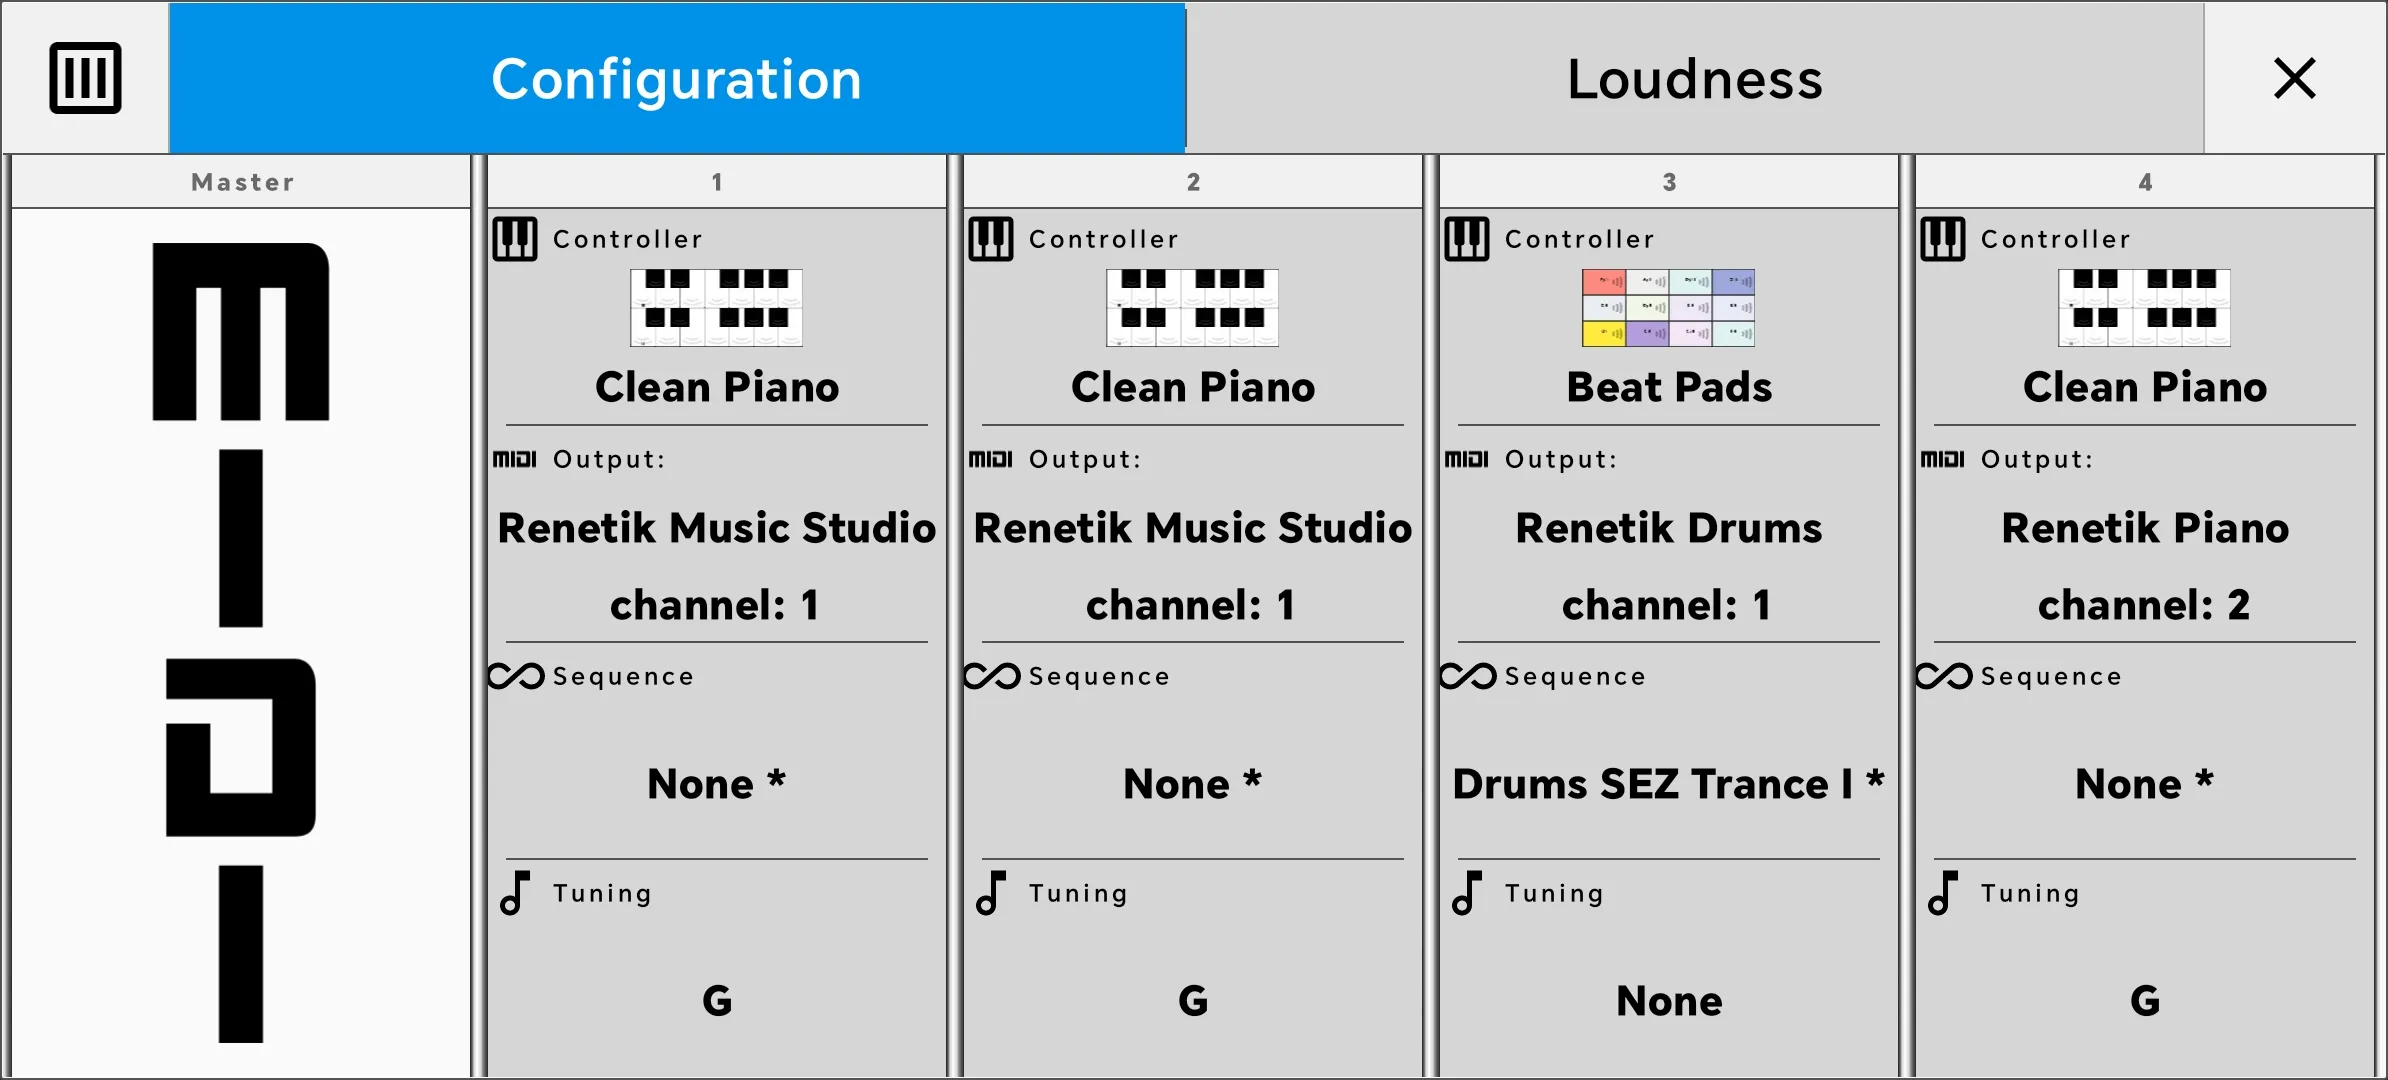 Configuration
Loudness
Master
MIDI
1
Controller
Clean Piano
MIDI Output:
Renetik Music Studio
channel: 1
Sequence
None *
Tuning
G
2
Controller
Clean Piano
MIDI Output:
Renetik Music Studio
channel: 1
Sequence
None *
Tuning
G
3
Controller
Beat Pads
MIDI Output:
Renetik Drums
channel: 1
Sequence
Drums SEZ Trance I *
Tuning
None
4
Controller
Clean Piano
MIDI Output:
Renetik Piano
channel: 2
Sequence
None *
Tuning
G